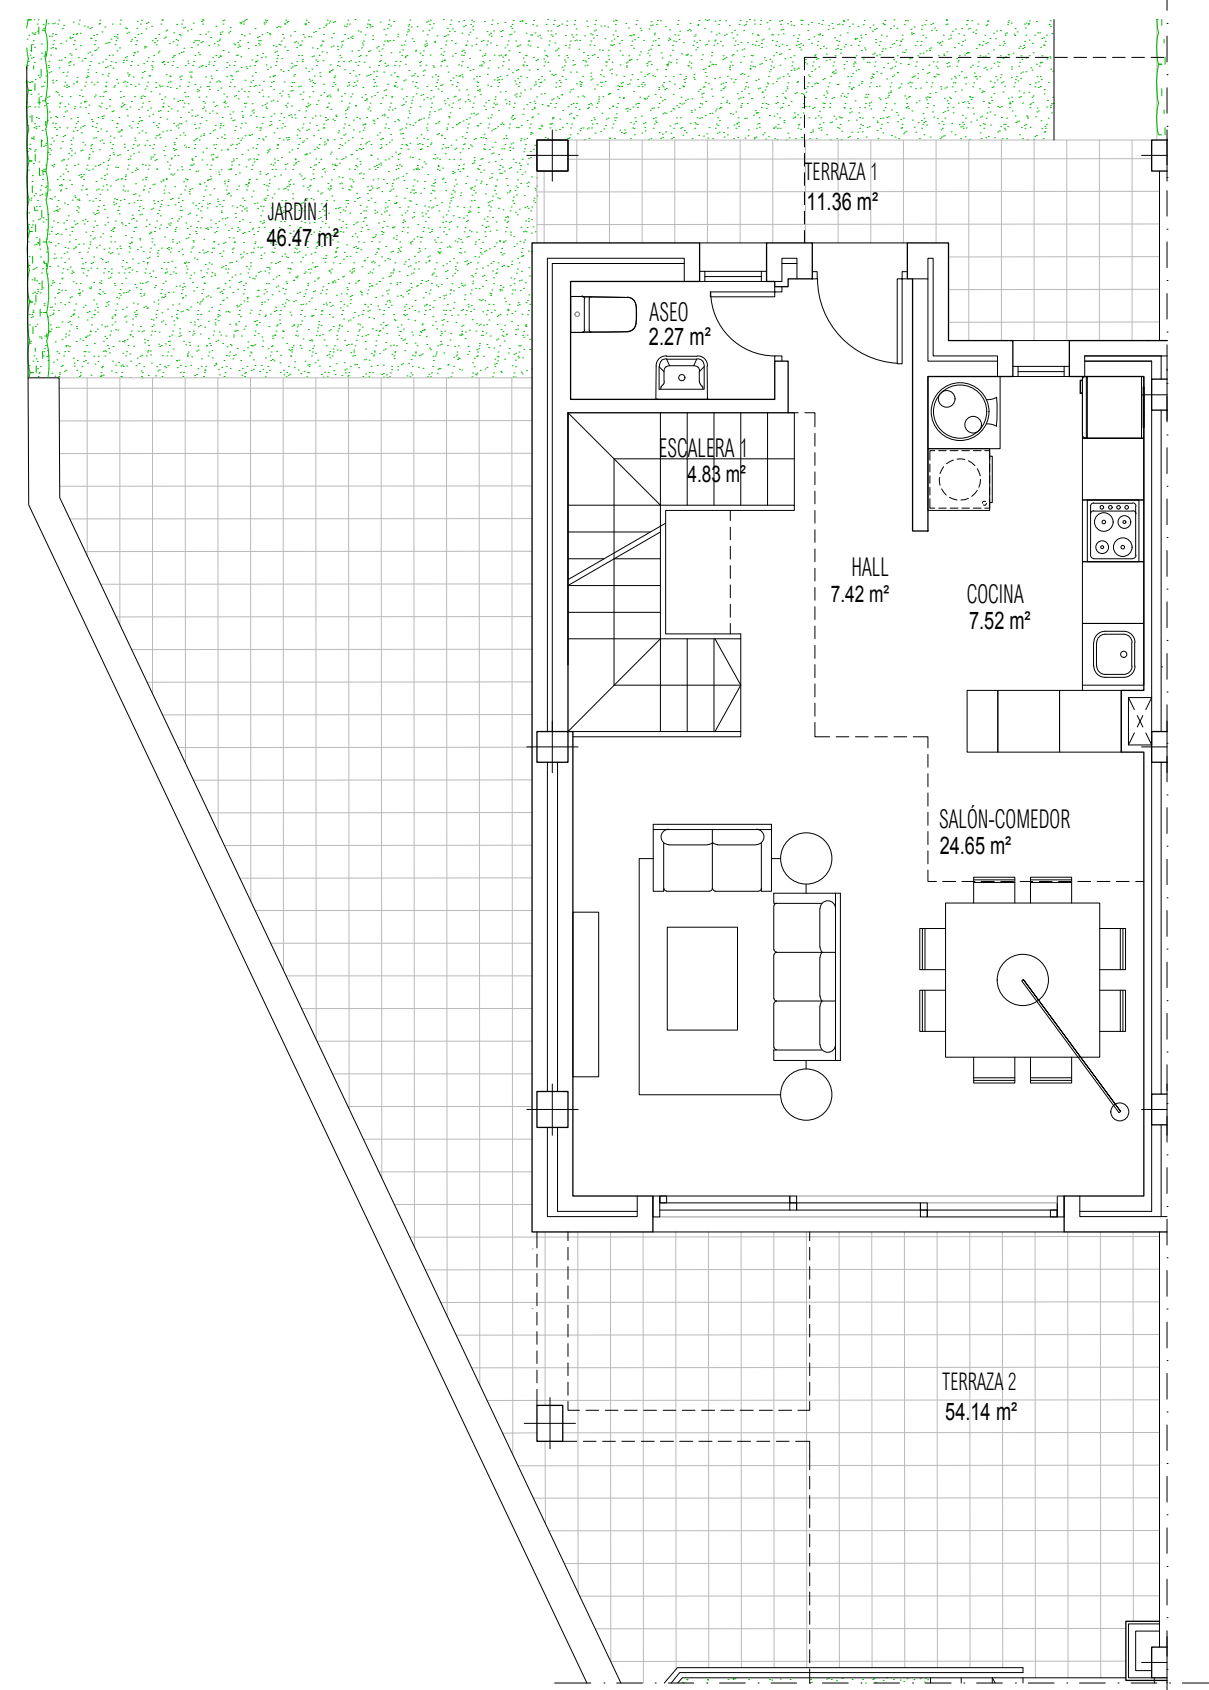 TERRAZA 1
11.36 m²
JARDÍN 1
46.47 m²
ASEO
2.27 m²
ESCALERA 1
4.83 m²
HALL
7.42 m²
COCINA
7.52 m²
SALÓN-COMEDOR
24.65 m²
TERRAZA 2
54.14 m²